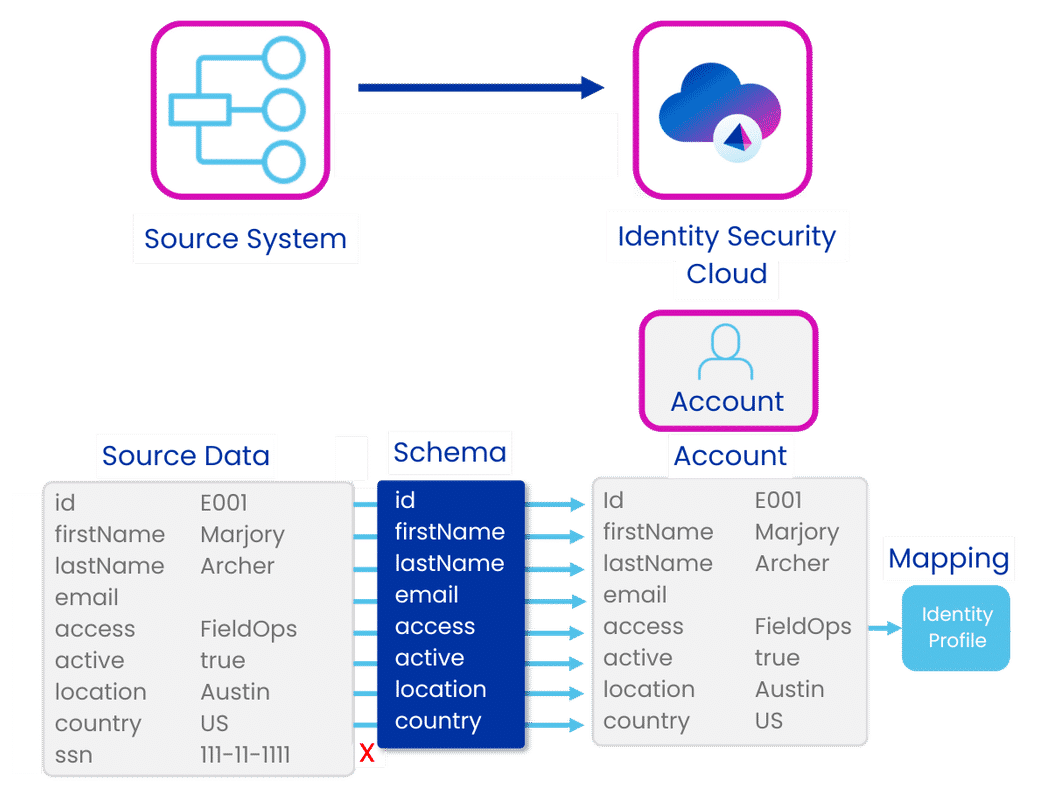 Source System
Identity Security
Cloud
Account
Source Data
Schema
Account
id E001
firstName Marjory
lastName Archer
email
access FieldOps
active true
location Austin
country US
ssn 111-11-1111
X
id
firstName
lastName
email
access
active
location
country
Id E001
firstName Marjory
lastName Archer
email
access FieldOps
active true
location Austin
country US
Mapping
Identity
Profile